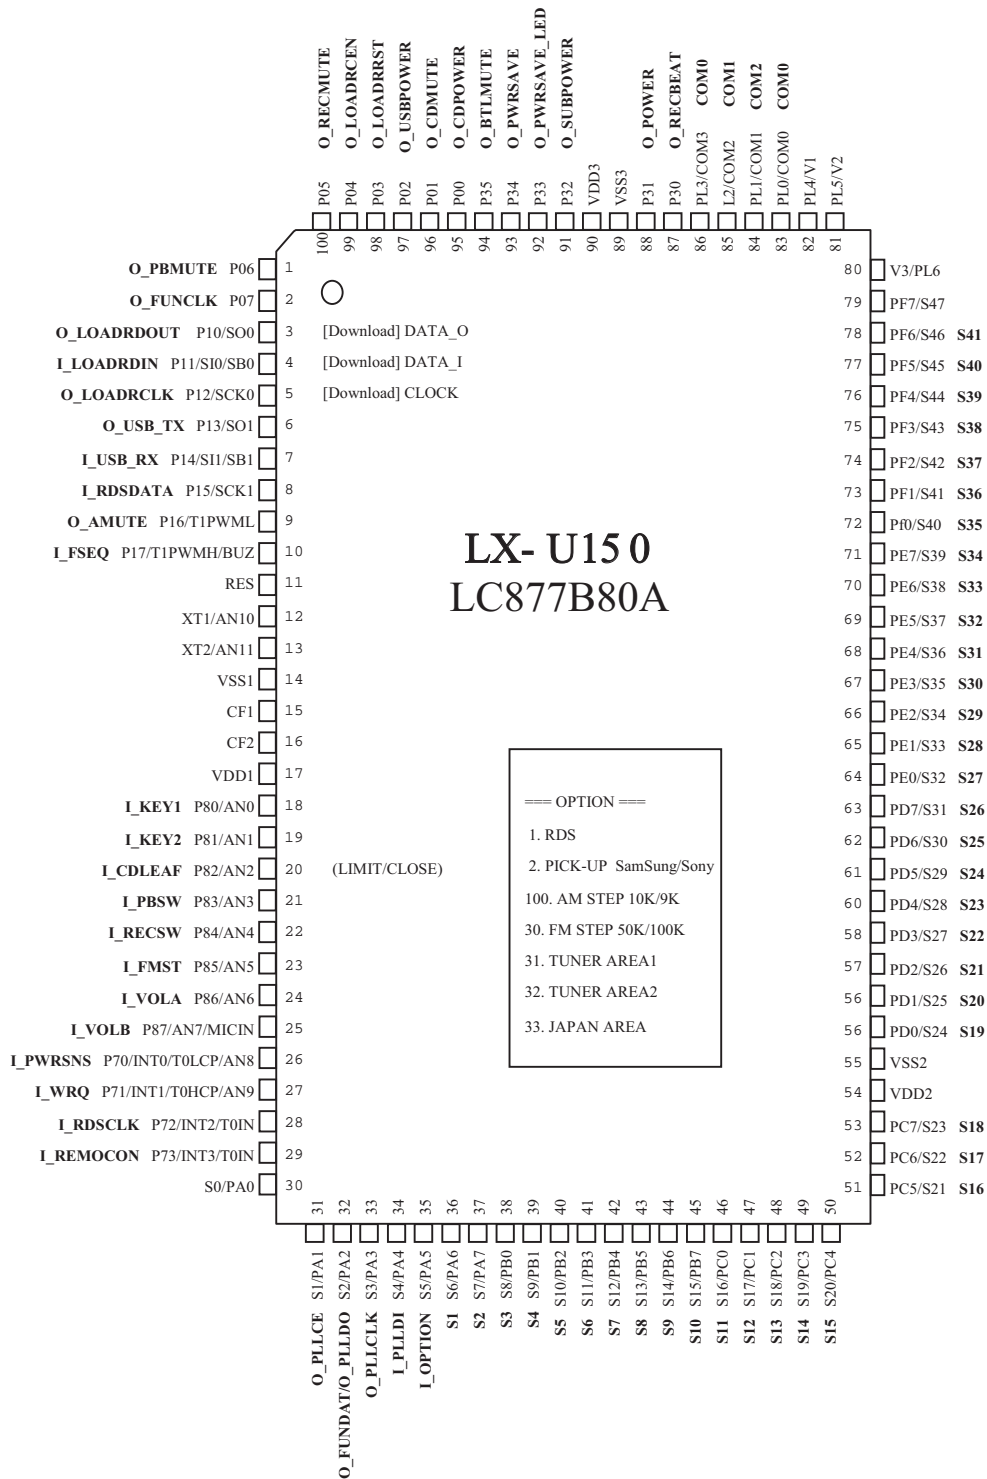 O_RECMUTE P05 100
O_LOADRCEN P04 99
O_LOADRRST P03 98
O_USBPOWER P02 97
O_CDMUTE P01 96
O_CDPOWER P00 95
O_BTLMUTE P35 94
O_PWRSAVE P34 93
O_PWRSAVE_LED P33 92
O_SUBPOWER P32 91
VDD3 90
VSS3 89
O_POWER P31 88
O_RECBEAT P30 87
COM0 PL3/COM3 86
COM1 L2/COM2 85
COM2 PL1/COM1 84
COM0 PL0/COM0 83
PL4/V1 82
PL5/V2 81
O_PBMUTE P06 1
O_FUNCLK P07 2
O_LOADRDOUT P10/SO0 3 [Download] DATA_O
I_LOADRDIN P11/SI0/SB0 4 [Download] DATA_I
O_LOADRCLK P12/SCK0 5 [Download] CLOCK
O_USB_TX P13/SO1 6
I_USB_RX P14/SI1/SB1 7
I_RDSDATA P15/SCK1 8
O_AMUTE P16/T1PWML 9
I_FSEQ P17/T1PWMH/BUZ 10
RES 11
XT1/AN10 12
XT2/AN11 13
VSS1 14
CF1 15
CF2 16
VDD1 17
I_KEY1 P80/AN0 18
I_KEY2 P81/AN1 19
I_CDLEAF P82/AN2 20 (LIMIT/CLOSE)
I_PBSW P83/AN3 21
I_RECSW P84/AN4 22
I_FMST P85/AN5 23
I_VOLA P86/AN6 24
I_VOLB P87/AN7/MICIN 25
I_PWRSNS P70/INT0/T0LCP/AN8 26
I_WRQ P71/INT1/T0HCP/AN9 27
I_RDSCLK P72/INT2/T0IN 28
I_REMOCON P73/INT3/T0IN 29
S0/PA0 30
LX- U15 0
LC877B80A
=== OPTION ===
1. RDS
2. PICK-UP SamSung/Sony
100. AM STEP 10K/9K
30. FM STEP 50K/100K
31. TUNER AREA1
32. TUNER AREA2
33. JAPAN AREA
80 V3/PL6
79 PF7/S47
78 PF6/S46 S41
77 PF5/S45 S40
76 PF4/S44 S39
75 PF3/S43 S38
74 PF2/S42 S37
73 PF1/S41 S36
72 Pf0/S40 S35
71 PE7/S39 S34
70 PE6/S38 S33
69 PE5/S37 S32
68 PE4/S36 S31
67 PE3/S35 S30
66 PE2/S34 S29
65 PE1/S33 S28
64 PE0/S32 S27
63 PD7/S31 S26
62 PD6/S30 S25
61 PD5/S29 S24
60 PD4/S28 S23
58 PD3/S27 S22
57 PD2/S26 S21
56 PD1/S25 S20
56 PD0/S24 S19
55 VSS2
54 VDD2
53 PC7/S23 S18
52 PC6/S22 S17
51 PC5/S21 S16
31 S1/PA1 O_PLLCE
32 S2/PA2 O_FUNDAT/O_PLLDO
33 S3/PA3 O_PLLCLK
34 S4/PA4 I_PLLDI
35 S5/PA5 I_OPTION
36 S6/PA6 S1
37 S7/PA7 S2
38 S8/PB0 S3
39 S9/PB1 S4
40 S10/PB2 S5
41 S11/PB3 S6
42 S12/PB4 S7
43 S13/PB5 S8
44 S14/PB6 S9
45 S15/PB7 S10
46 S16/PC0 S11
47 S17/PC1 S12
48 S18/PC2 S13
49 S19/PC3 S14
50 S20/PC4 S15